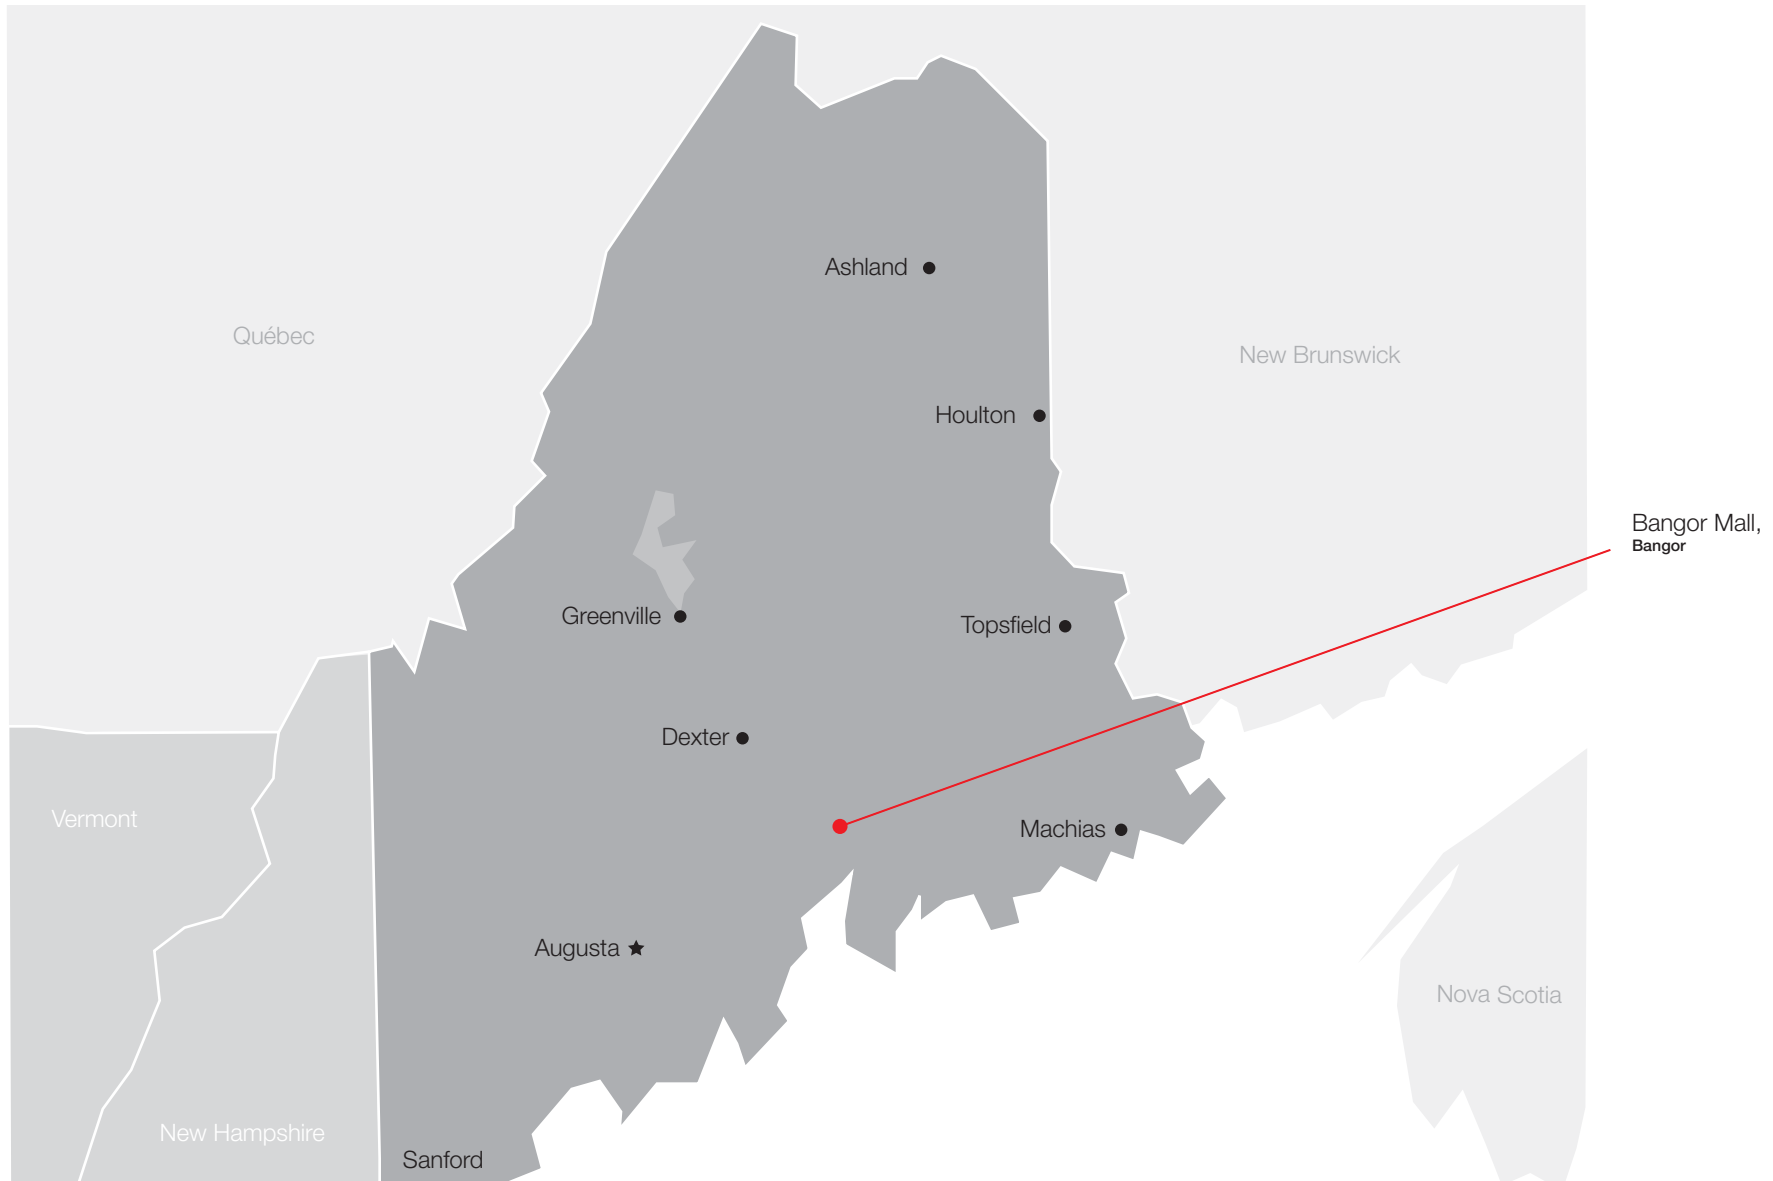 Ashland
Québec
New Brunswick
Houlton
Bangor Mall,
Bangor
Greenville
Topsfield
Dexter
Vermont
Machias
Augusta
Nova Scotia
New Hampshire
Sanford